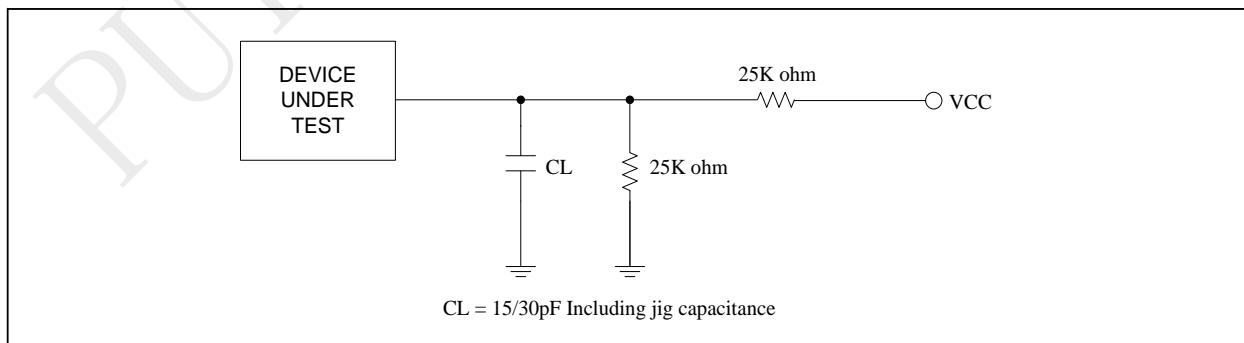 DEVICE
UNDER
TEST
25K ohm
VCC
CL
25K ohm
CL = 15/30pF Including jig capacitance